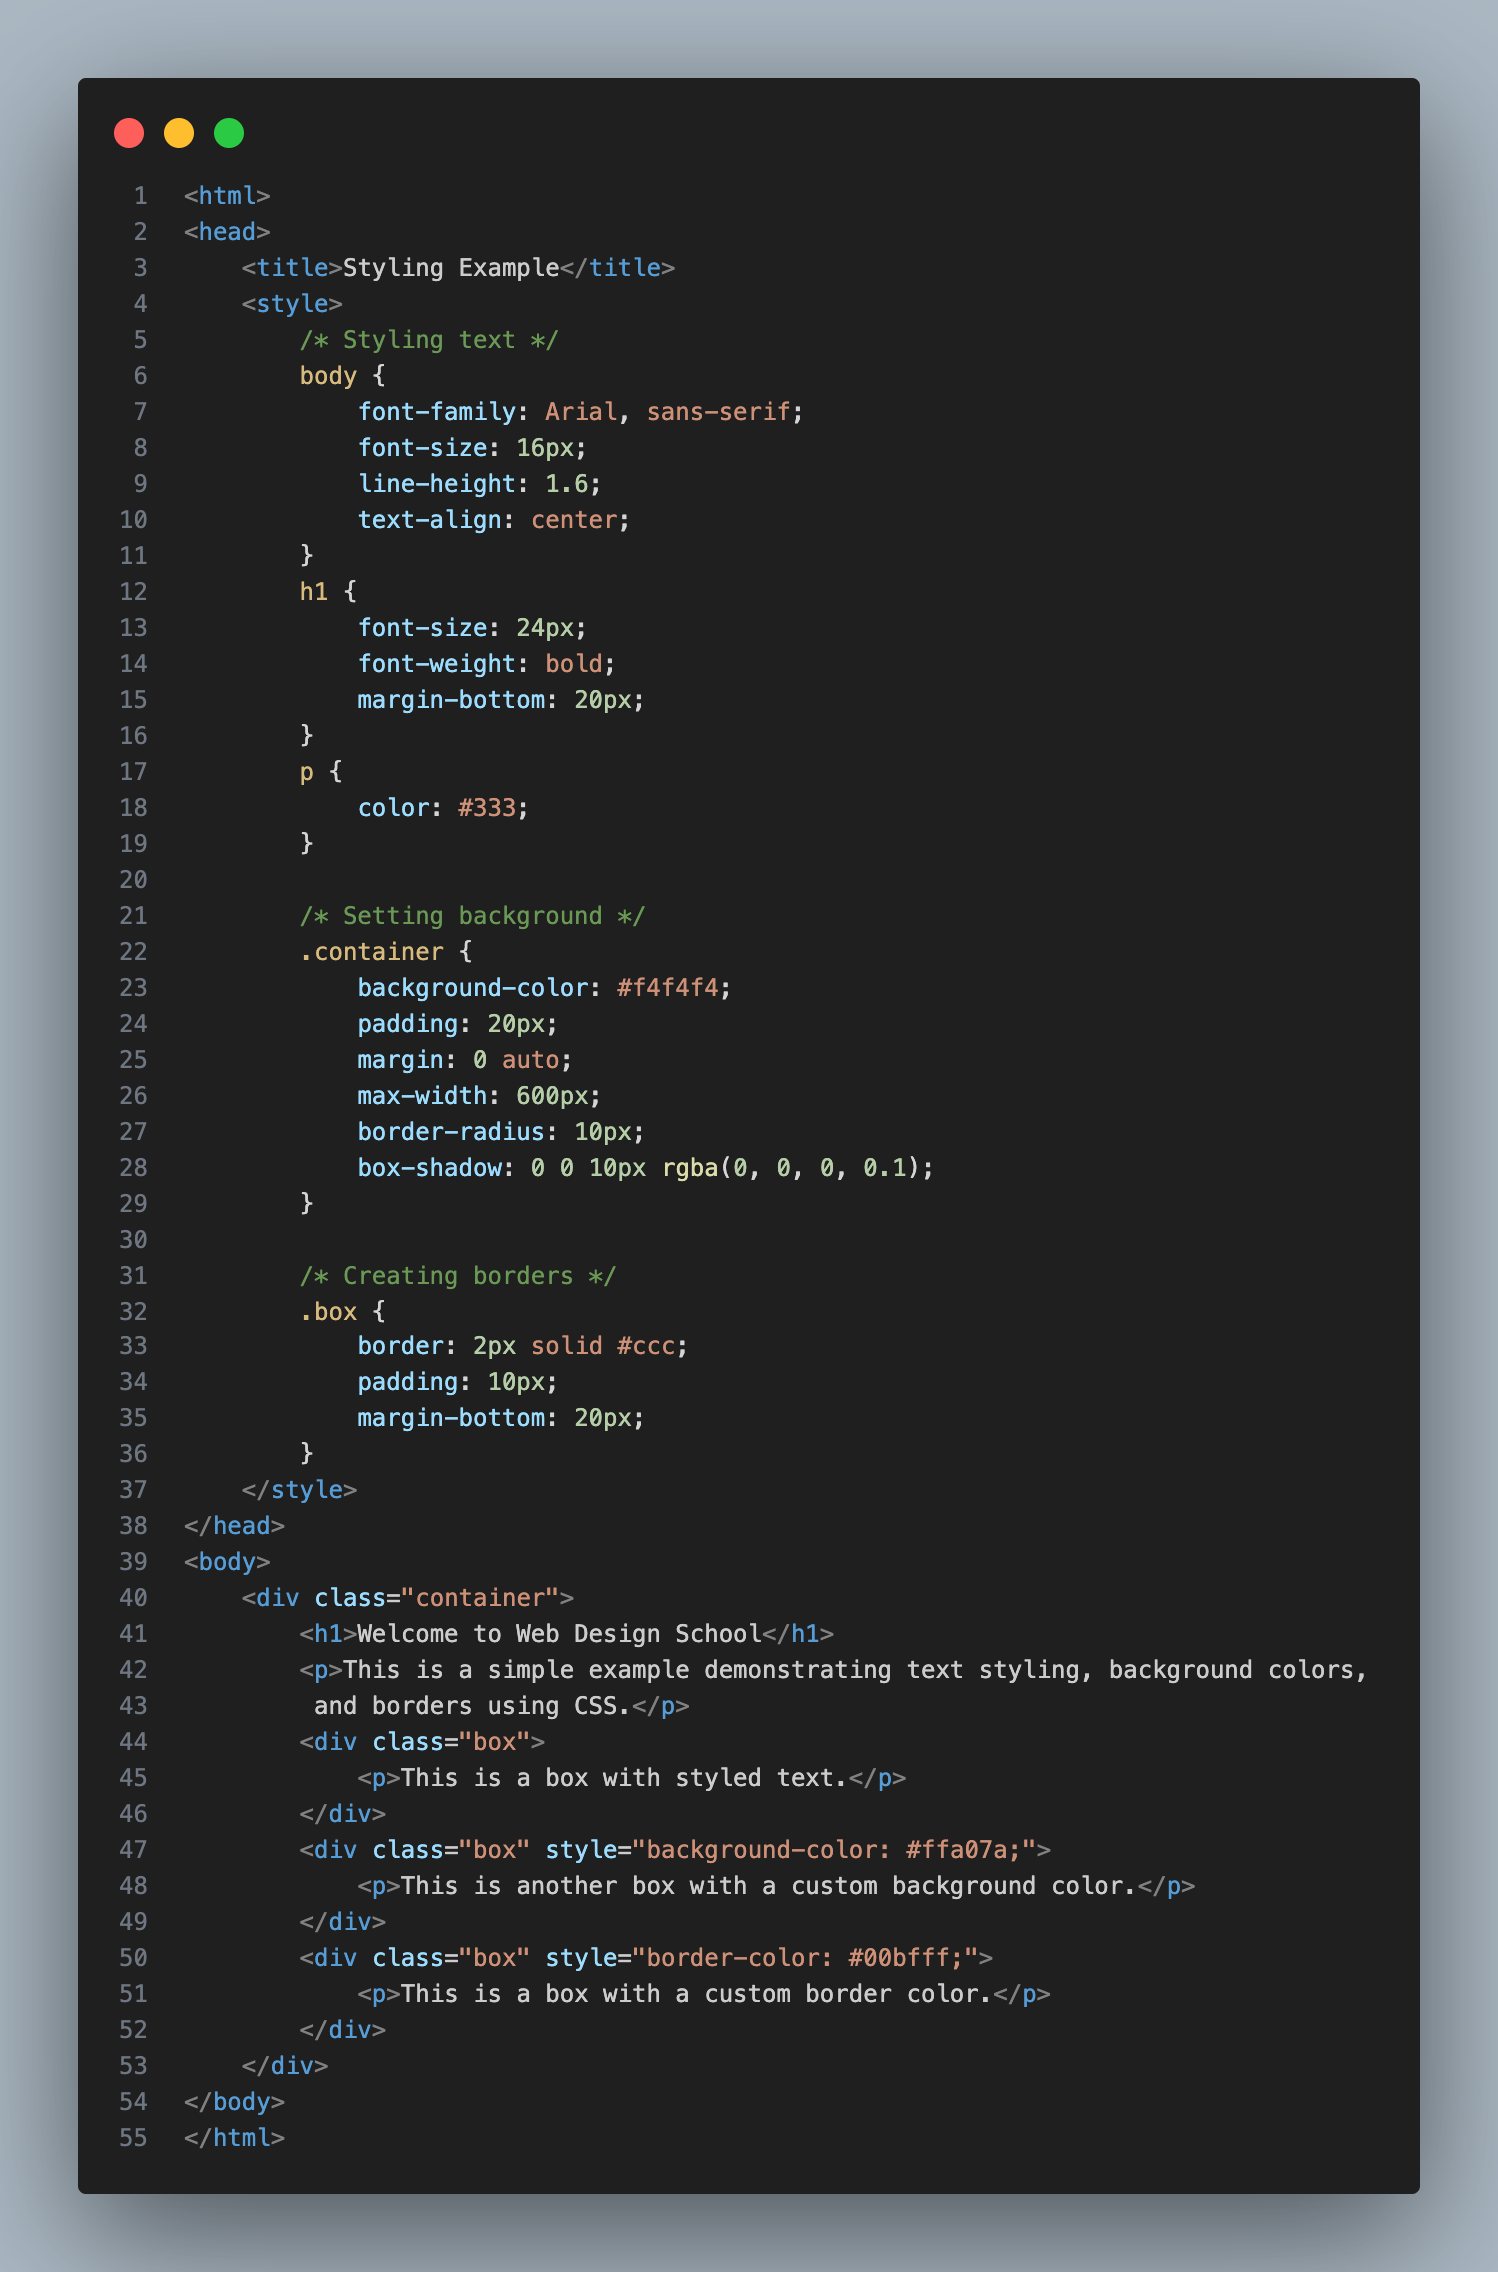 1 <html>
2 <head>
3     <title>Styling Example</title>
4     <style>
5         /* Styling text */
6         body {
7             font-family: Arial, sans-serif;
8             font-size: 16px;
9             line-height: 1.6;
10             text-align: center;
11         }
12         h1 {
13             font-size: 24px;
14             font-weight: bold;
15             margin-bottom: 20px;
16         }
17         p {
18             color: #333;
19         }
20
21         /* Setting background */
22         .container {
23             background-color: #f4f4f4;
24             padding: 20px;
25             margin: 0 auto;
26             max-width: 600px;
27             border-radius: 10px;
28             box-shadow: 0 0 10px rgba(0, 0, 0, 0.1);
29         }
30
31         /* Creating borders */
32         .box {
33             border: 2px solid #ccc;
34             padding: 10px;
35             margin-bottom: 20px;
36         }
37     </style>
38 </head>
39 <body>
40     <div class="container">
41         <h1>Welcome to Web Design School</h1>
42         <p>This is a simple example demonstrating text styling, background colors,
43          and borders using CSS.</p>
44         <div class="box">
45             <p>This is a box with styled text.</p>
46         </div>
47         <div class="box" style="background-color: #ffa07a;">
48             <p>This is another box with a custom background color.</p>
49         </div>
50         <div class="box" style="border-color: #00bfff;">
51             <p>This is a box with a custom border color.</p>
52         </div>
53     </div>
54 </body>
55 </html>